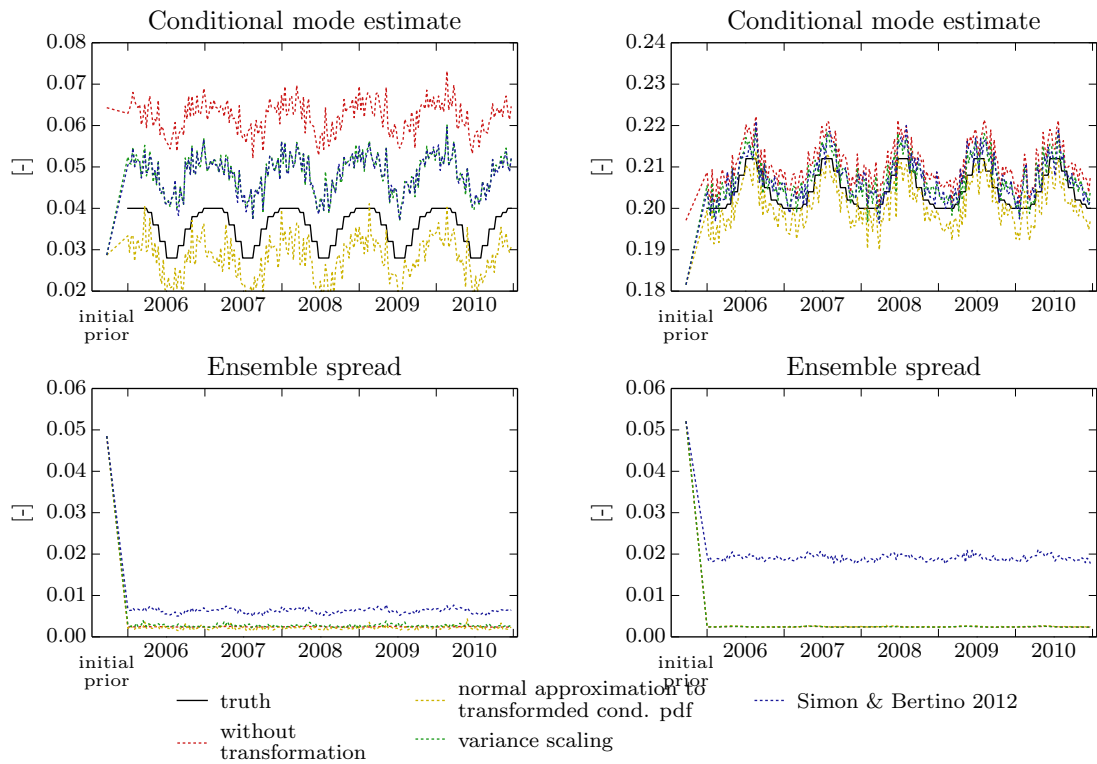 Conditional mode estimate
0.08
0.07
0.06
0.05
0.04
0.03
0.02
[-]
initial
prior
2006 2007 2008 2009 2010
Conditional mode estimate
0.24
0.23
0.22
0.21
0.20
0.19
0.18
[-]
initial
prior
2006 2007 2008 2009 2010
Ensemble spread
0.06
0.05
0.04
0.03
0.02
0.01
0.00
[-]
initial
prior
2006 2007 2008 2009 2010
Ensemble spread
0.06
0.05
0.04
0.03
0.02
0.01
0.00
[-]
initial
prior
2006 2007 2008 2009 2010
truth
without
transformation
normal approximation to
transformded cond. pdf
variance scaling
Simon & Bertino 2012